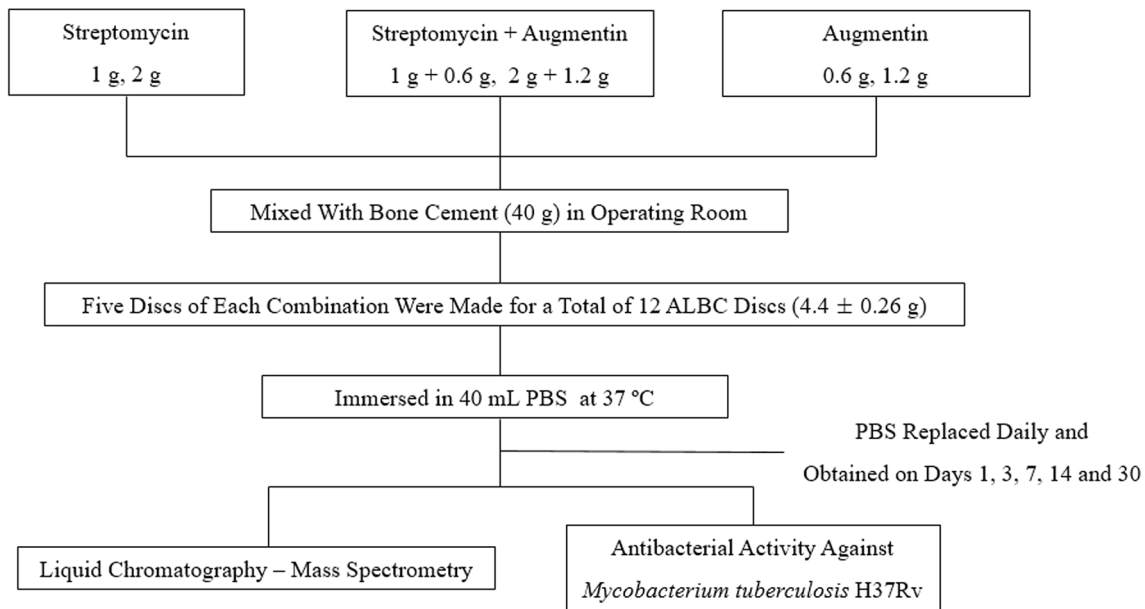 Streptomycin
1 g, 2 g
Streptomycin + Augmentin
1 g + 0.6 g, 2 g + 1.2 g
Augmentin
0.6 g, 1.2 g
Mixed With Bone Cement (40 g) in Operating Room
Five Discs of Each Combination Were Made for a Total of 12 ALBC Discs (4.4 ± 0.26 g)
Immersed in 40 mL PBS at 37 ℃
PBS Replaced Daily and
Obtained on Days 1, 3, 7, 14 and 30
Liquid Chromatography – Mass Spectrometry
Antibacterial Activity Against
Mycobacterium tuberculosis H37Rv